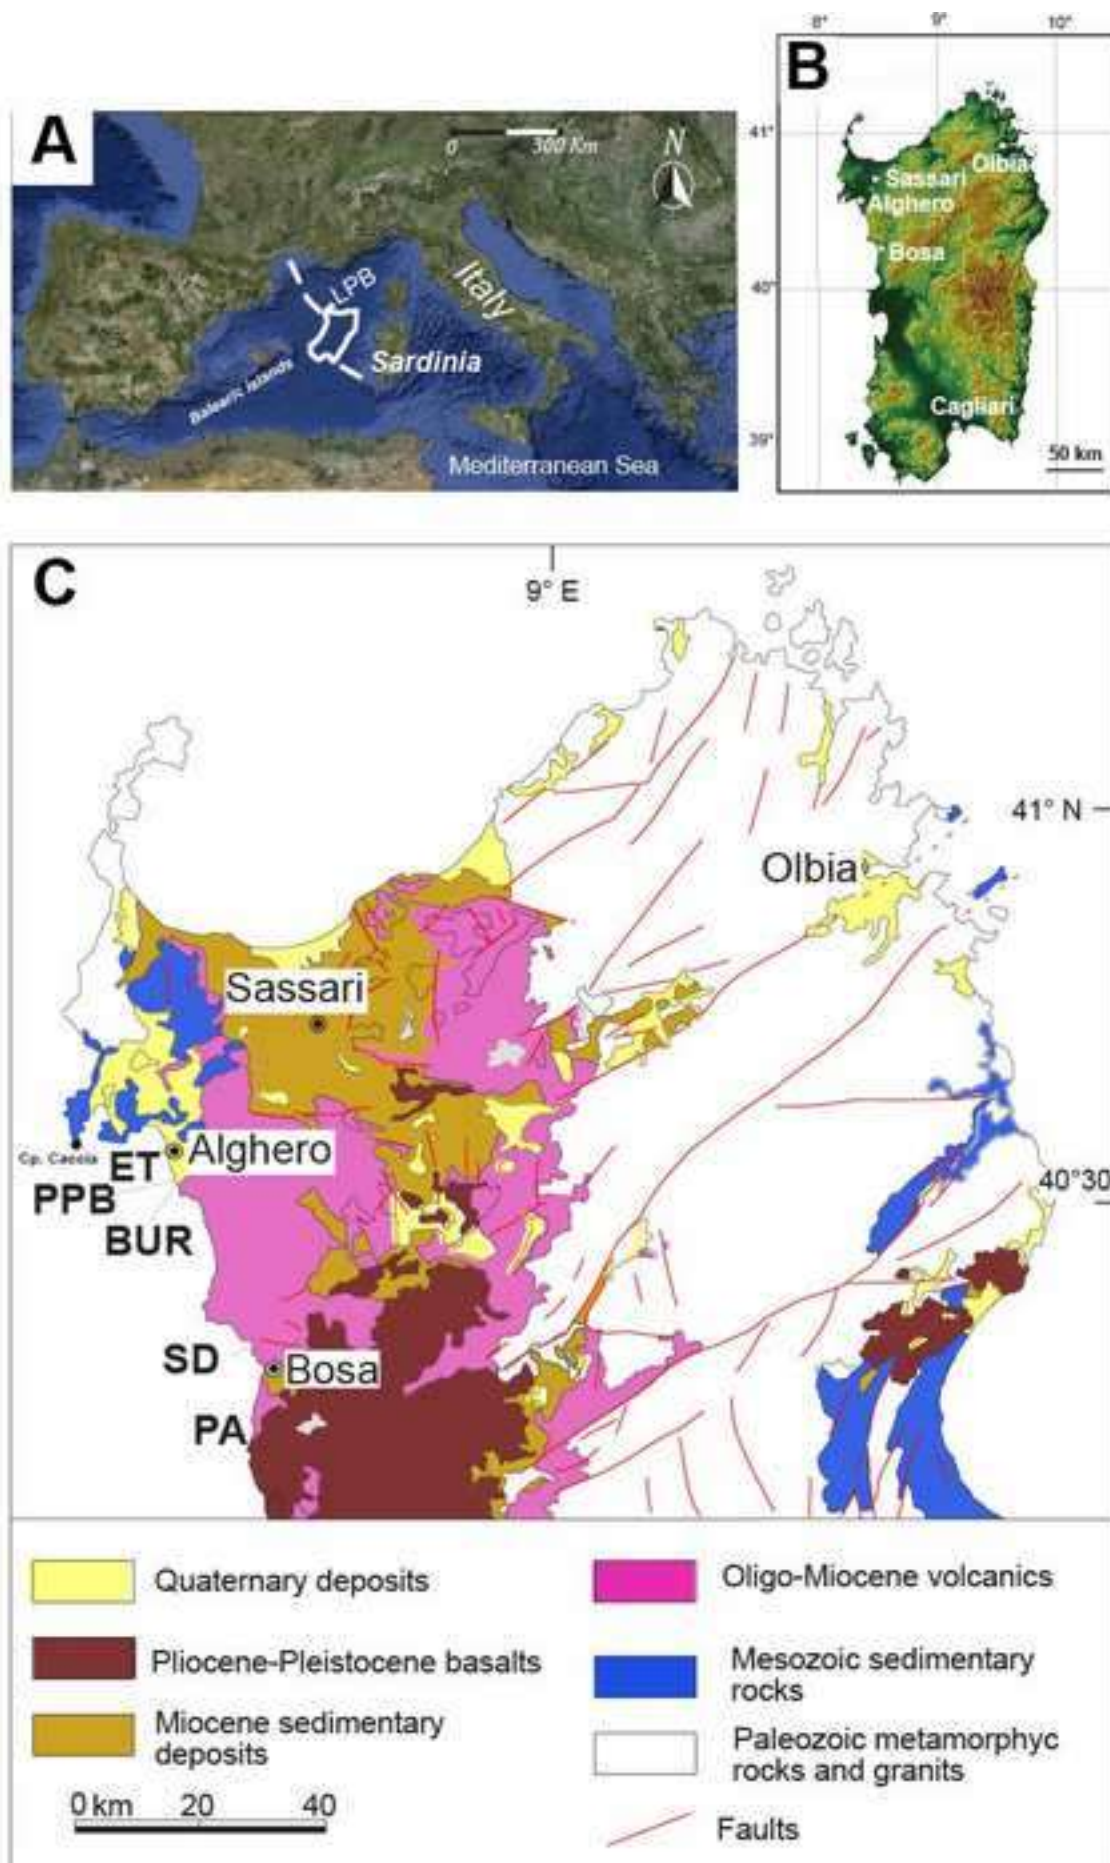 A
0 300 Km
N
LPB
Italy
Sardinia
Balearic Islands
Mediterranean Sea
8° 9° 10°
B
41°
Olbia
Sassari
Alghero
Bosa
40°
Cagliari
39°
50 km
C
9° E
41° N
Olbia
Sassari
Cp. Caccia
ET
Alghero
40°30
PPB
BUR
SD
Bosa
PA
Quaternary deposits
Oligo-Miocene volcanics
Pliocene-Pleistocene basalts
Mesozoic sedimentary
rocks
Miocene sedimentary
deposits
Paleozoic metamorphyc
rocks and granits
0 km 20 40
Faults